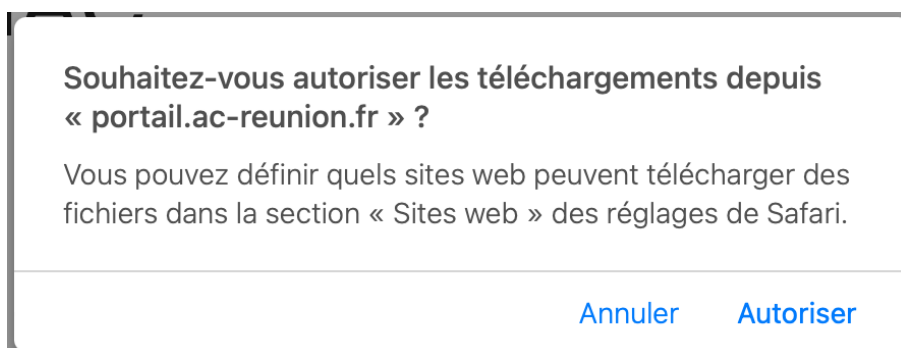 Souhaitez-vous autoriser les téléchargements depuis
« portail.ac-reunion.fr » ?
Vous pouvez définir quels sites web peuvent télécharger des
fichiers dans la section « Sites web » des réglages de Safari.
Annuler Autoriser